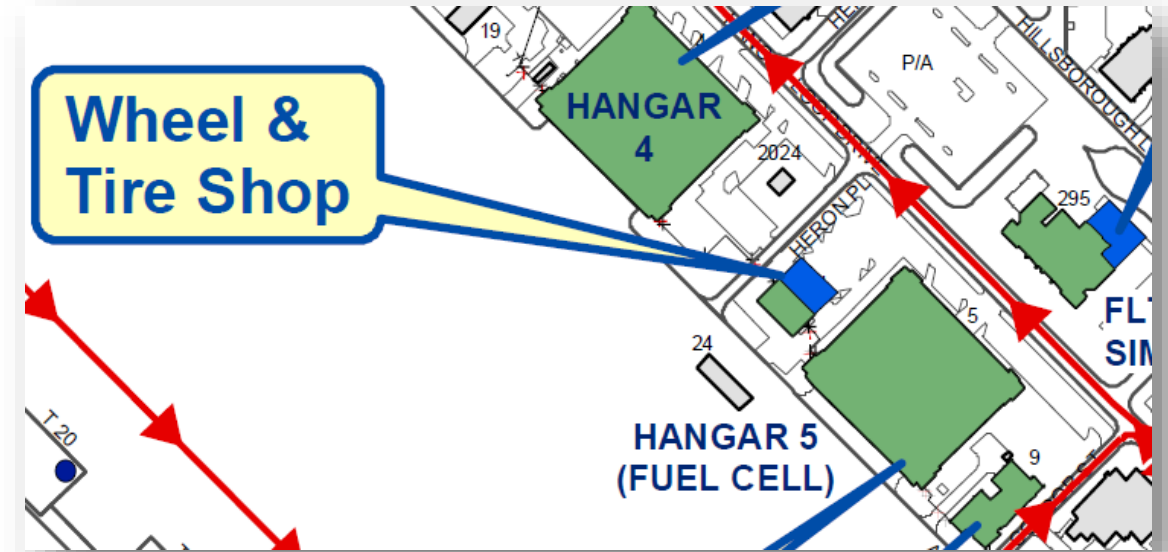 19
HANGAR
4
P/A
HILLSBOROUGH
Wheel &
Tire Shop
2024
HERON PL
295
5
FL
SIM
24
HANGAR 5
(FUEL CELL)
T 20
9